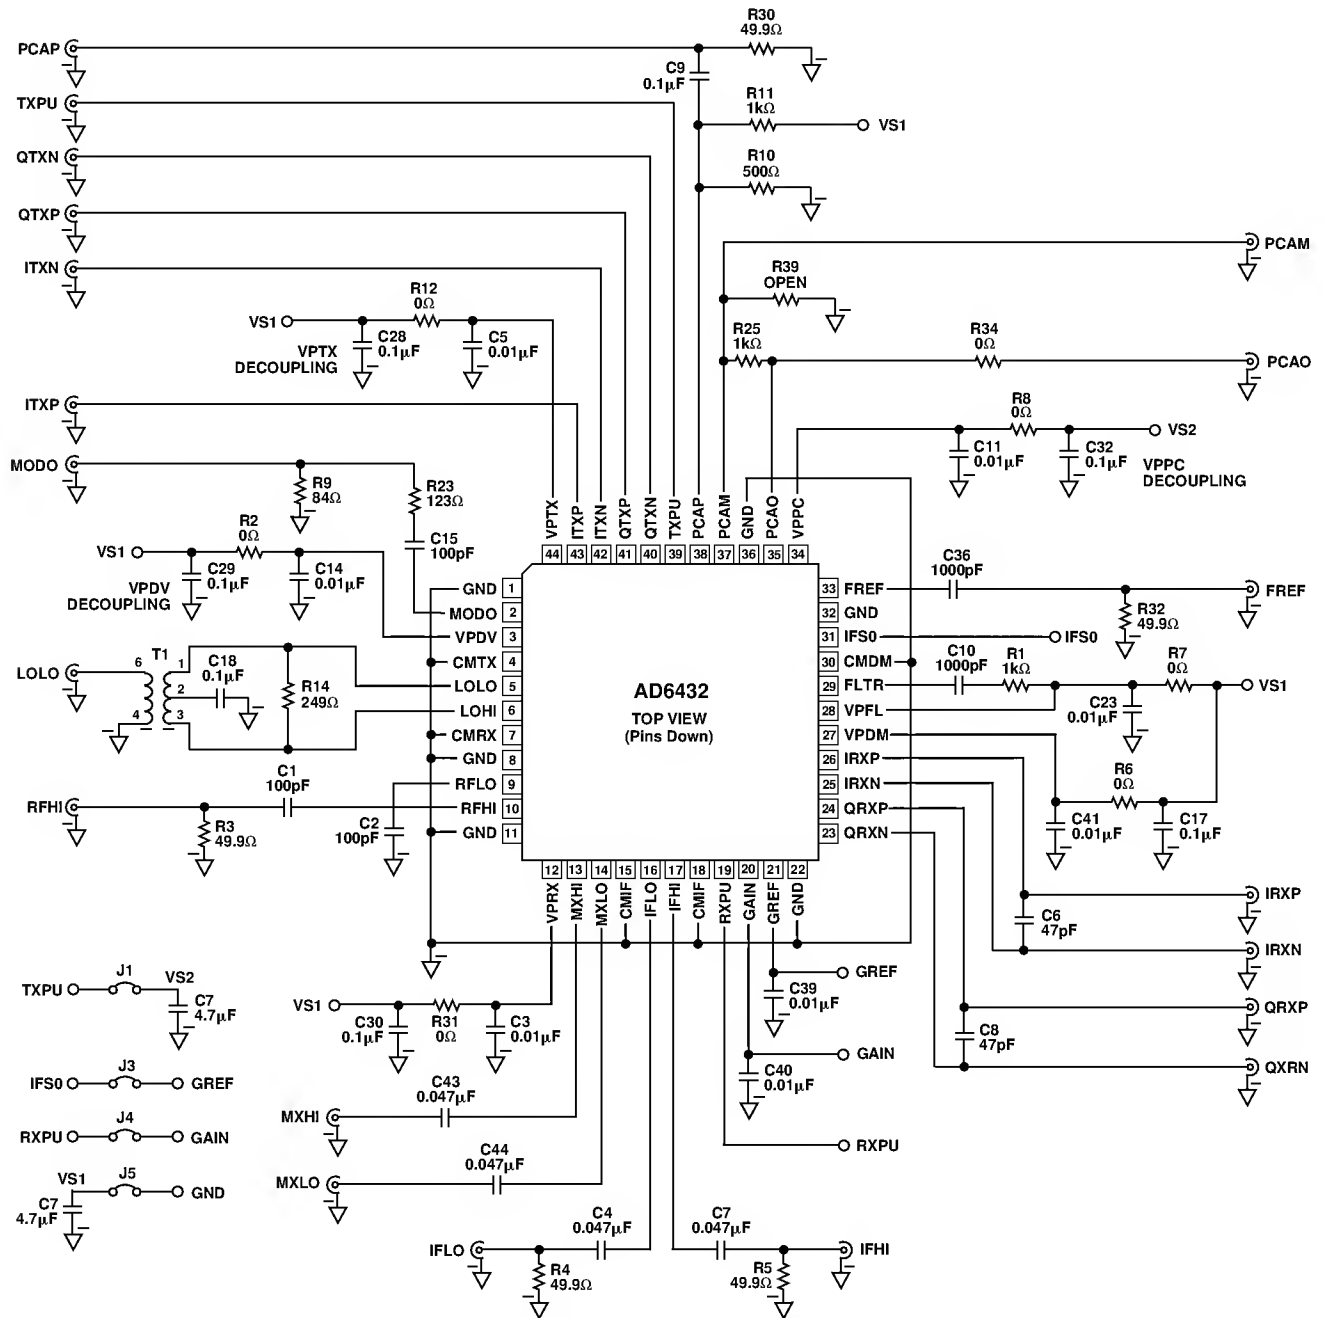 R30
49.9Ω
PCAP
C9
0.1µF
TXPU
R11
1kΩ
VS1
QTXN
R10
500Ω
QTXP
PCAM
ITXN
R39
OPEN
R12
0Ω
VS1
C28
0.1µF
C5
0.01µF
VPTX
DECOUPLING
R25
1kΩ
R34
0Ω
PCAO
ITXP
R8
0Ω
VS2
C11
0.01µF
C32
0.1µF
VPPC
DECOUPLING
MODO
R9
84Ω
R23
123Ω
R2
0Ω
C15
100pF
VS1
C29
0.1µF
C14
0.01µF
VPDV
DECOUPLING
VPTX ITXP ITXN QTXP QTXN TXPU PCAP PCAM GND PCAO VPPC
44 43 42 41 40 39 38 37 36 35 34
GND 1
MODO 2
VPDV 3
CMTX 4
LOLO 5
LOHI 6
CMRX 7
GND 8
RFLO 9
RFHI 10
GND 11
AD6432
TOP VIEW
(Pins Down)
33 FREF
32 GND
31 IFS0
30 CMDM
29 FLTR
28 VPFL
27 VPDM
26 IRXP
25 IRXN
24 QRXP
23 QRXN
12 13 14 15 16 17 18 19 20 21 22
VPRX MXHI MXLO CMIF IFLO IFHI CMIF RXPU GAIN GREF GND
C36
1000pF
FREF
R32
49.9Ω
IFS0
C10
1000pF
R1
1kΩ
R7
0Ω
VS1
C23
0.01µF
R6
0Ω
C41
0.01µF
C17
0.1µF
LOLO
T1
6
4
1
2
3
C18
0.1µF
R14
249Ω
RFHI
C1
100pF
R3
49.9Ω
C2
100pF
IRXP
C6
47pF
IRXN
QRXP
C8
47pF
QXRN
GREF
C39
0.01µF
GAIN
C40
0.01µF
RXPU
VS1
C30
0.1µF
R31
0Ω
C3
0.01µF
TXPU
J1
VS2
C7
4.7µF
IFS0
J3
GREF
RXPU
J4
GAIN
VS1
J5
GND
C7
4.7µF
C43
0.047µF
MXHI
C44
0.047µF
MXLO
C4
0.047µF
IFLO
R4
49.9Ω
C7
0.047µF
IFHI
R5
49.9Ω